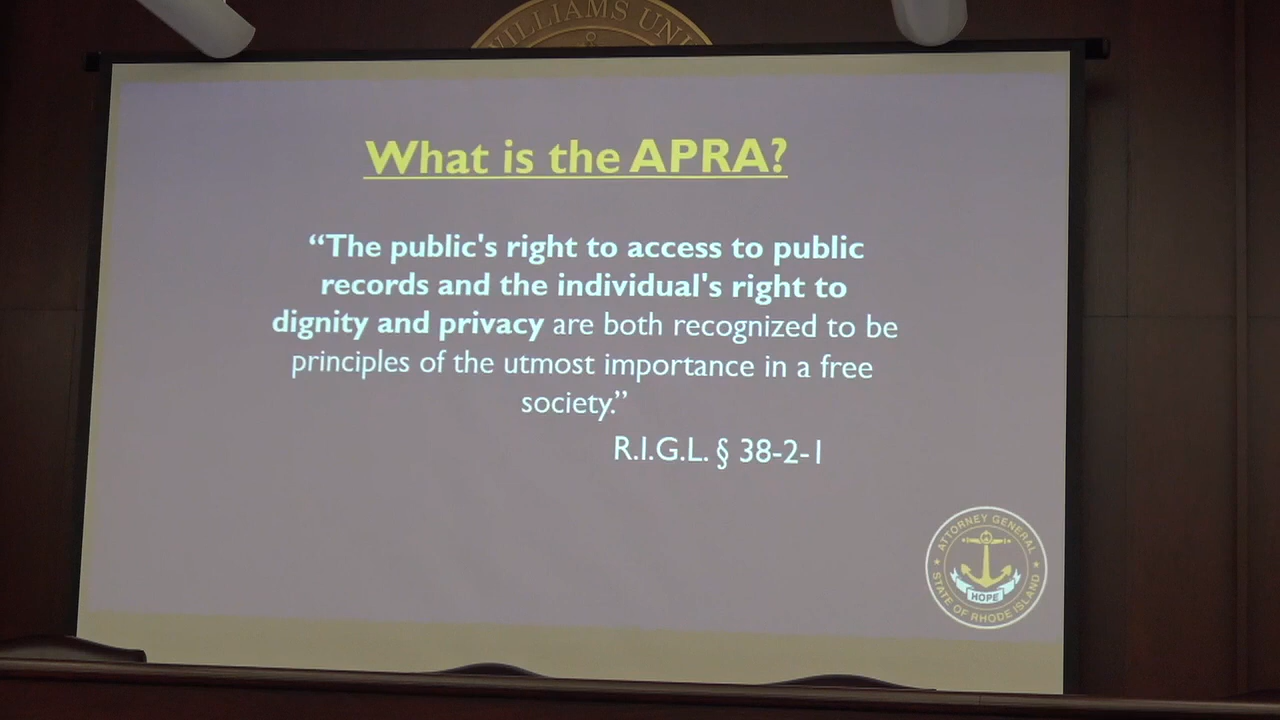 WILLIAMS UNI
What is the APRA?
“The public's right to access to public
records and the individual's right to
dignity and privacy are both recognized to be
principles of the utmost importance in a free
society.”
R.I.G.L. § 38-2-1
ATTORNEY GENERAL
HOPE
STATE OF RHODE ISLAND